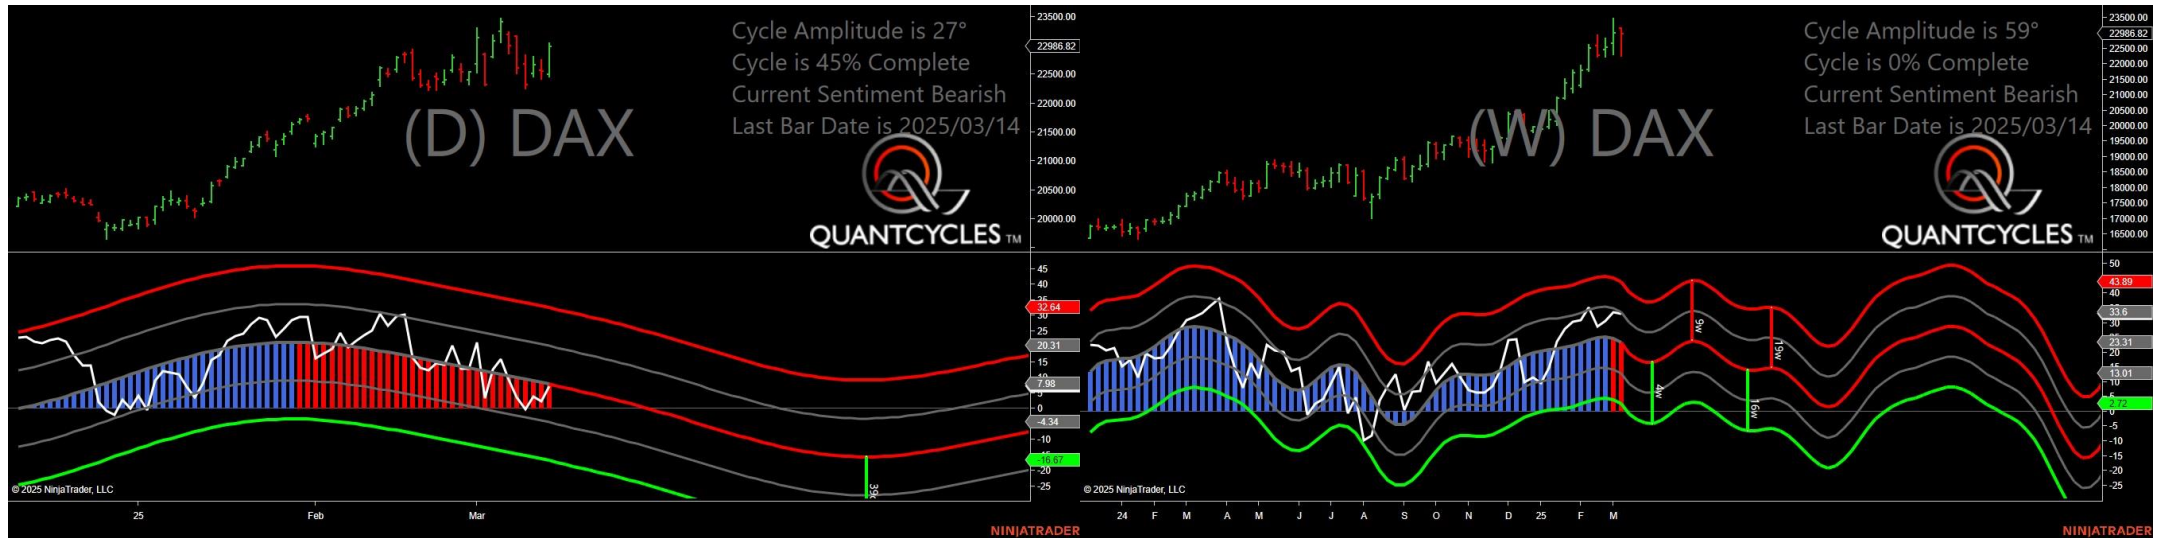 Cycle Amplitude is 27°
Cycle is 45% Complete
Current Sentiment Bearish
Last Bar Date is 2025/03/14
(D) DAX
QUANTCYCLES TM
23500.00
22986.82
22500.00
22000.00
21500.00
21000.00
20500.00
20000.00
45
40
32.64
30
25
20.31
15
7.98
5
0
-4.34
-10
-16.67
-20
-25
© 2025 NinjaTrader, LLC
25
Feb
Mar
NINJATRADER
Cycle Amplitude is 59°
Cycle is 0% Complete
Current Sentiment Bearish
Last Bar Date is 2025/03/14
(W) DAX
QUANTCYCLES TM
23500.00
22986.82
22500.00
22000.00
21500.00
21000.00
20500.00
20000.00
19500.00
19000.00
18500.00
18000.00
17500.00
17000.00
16500.00
50
43.89
40
33.6
30
23.31
20
13.01
10
2.72
0
-5
-10
-15
-20
-25
9w
19w
4w
16w
© 2025 NinjaTrader, LLC
24 F M A M J J A S O N D 25 F M
NINJATRADER